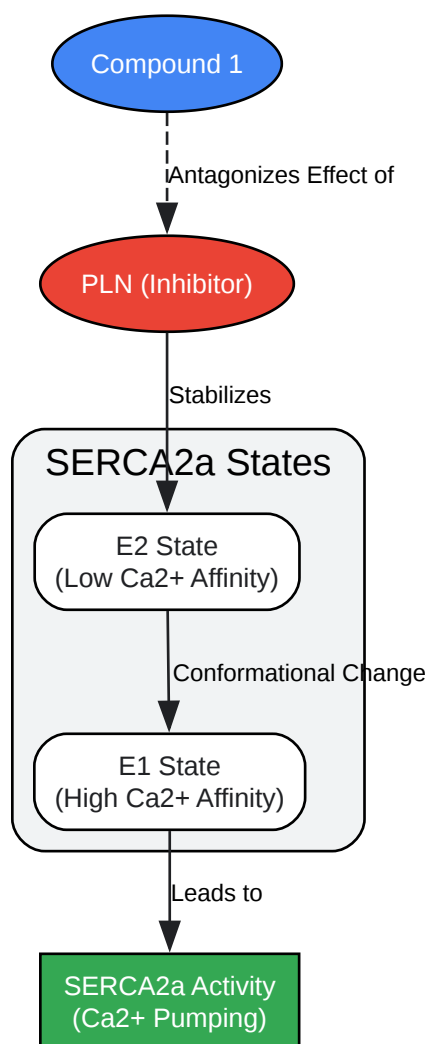 Compound 1
Antagonizes Effect of
PLN (Inhibitor)
Stabilizes
SERCA2a States
E2 State
(Low Ca2+ Affinity)
Conformational Change
E1 State
(High Ca2+ Affinity)
Leads to
SERCA2a Activity
(Ca2+ Pumping)